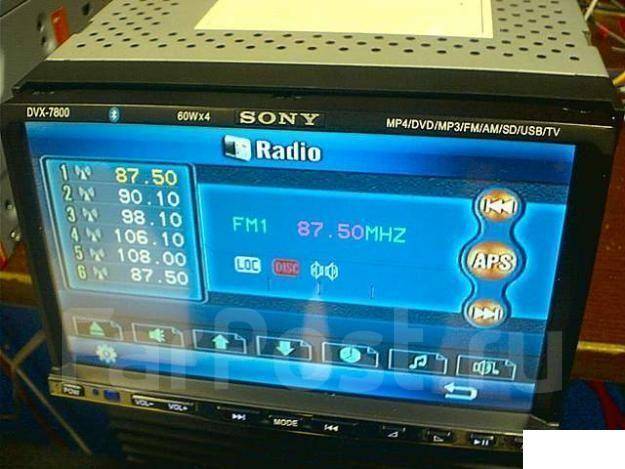 DVX-7800 60Wx4 SONY MP4/DVD/MP3/FM/AM/SD/USB/TV
Radio
1 87.50
2 90.10
3 98.10
4 106.10
5 108.00
6 87.50
FM1 87.50MHZ
LOC DISC
APS
FarPost.ru
POW VOL- VOL+ MODE